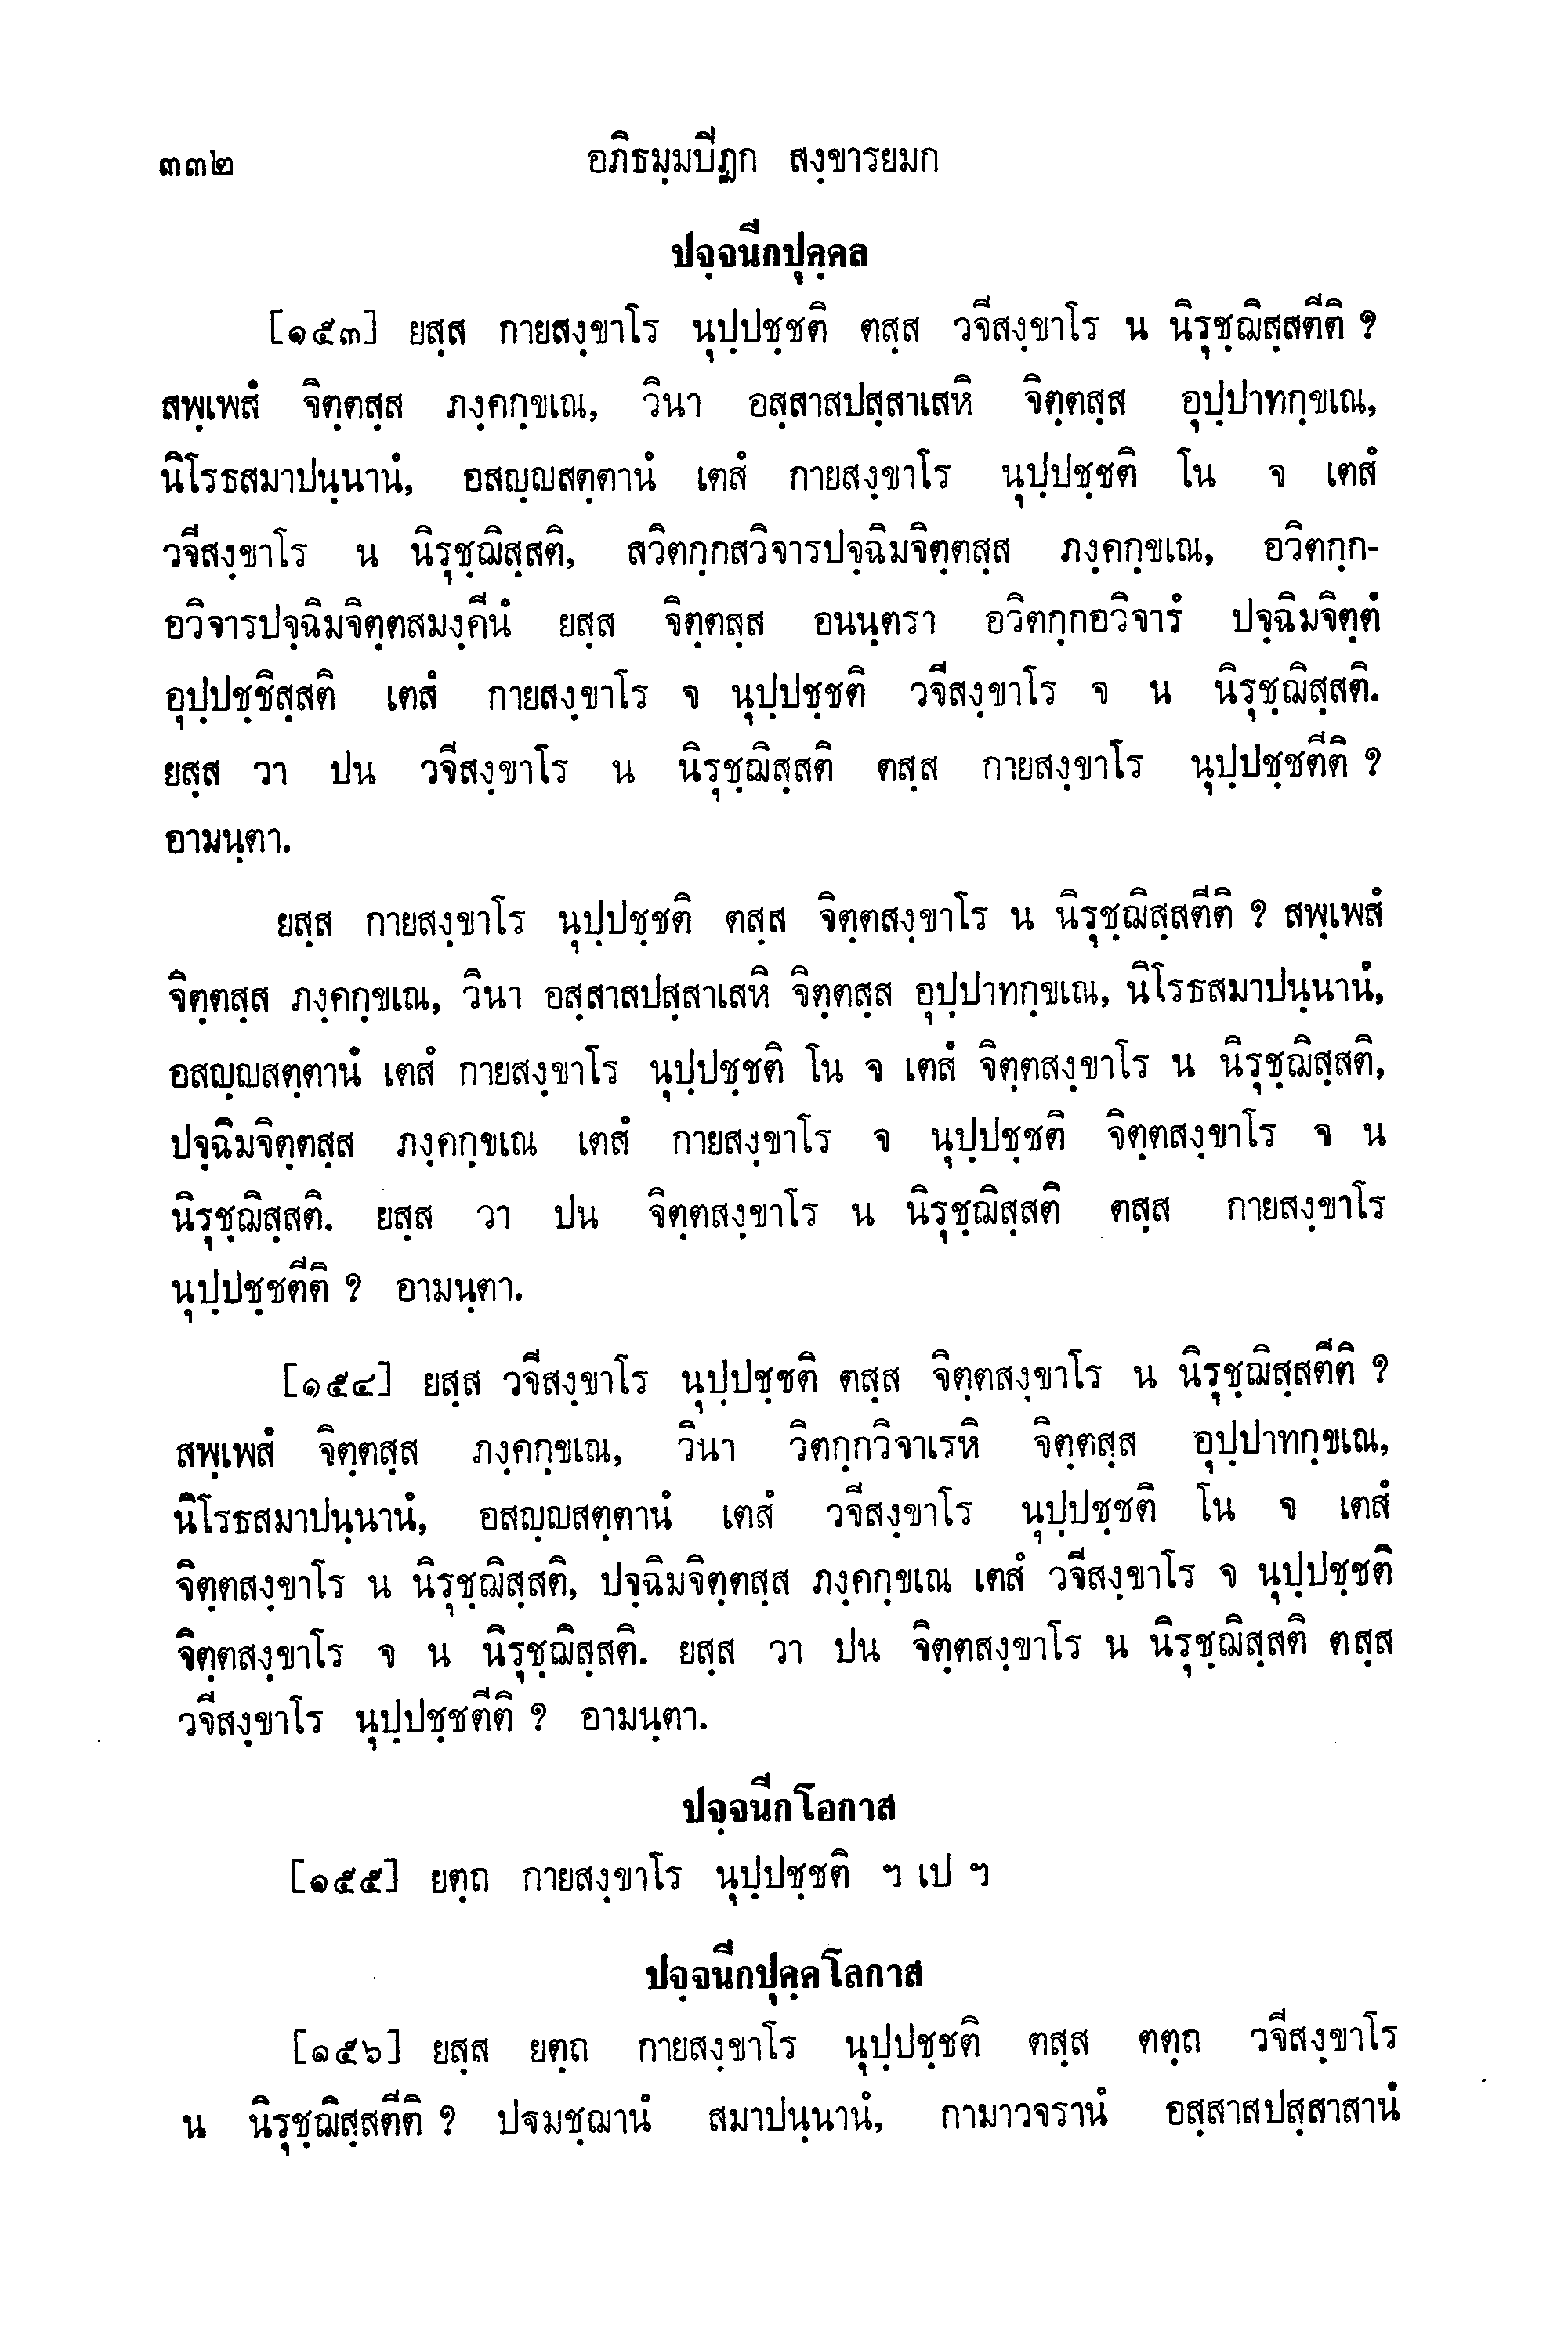 ๓๓๒ อภิธมฺมปิฏก สงฺขารยมก
ปจฺจนีกปุคฺคล
[๑๕๓] ยสฺส กายสงฺขาโร นุปฺปชฺชติ ตสฺส วจีสงฺขาโร น นิรุชฺฌิสฺสตีติ ?
สพฺเพสํ จิตฺตสฺส ภงฺคกฺขเณ, วินา อสฺสาสปสฺสาเสหิ จิตฺตสฺส อุปฺปาทกฺขเณ,
นิโรธสมาปนฺนานํ, อสญฺญสตฺตานํ เตสํ กายสงฺขาโร นุปฺปชฺชติ โน จ เตสํ
วจีสงฺขาโร น นิรุชฺฌิสฺสติ, สวิตกฺกสวิจารปจฺฉิมจิตฺตสฺส ภงฺคกฺขเณ, อวิตกฺก-
อวิจารปจฺฉิมจิตฺตสมงฺคีนํ ยสฺส จิตฺตสฺส อนนฺตรา อวิตกฺกอวิจารํ ปจฺฉิมจิตฺตํ
อุปฺปชฺชิสฺสติ เตสํ กายสงฺขาโร จ นุปฺปชฺชติ วจีสงฺขาโร จ น นิรุชฺฌิสฺสติ.
ยสฺส วา ปน วจีสงฺขาโร น นิรุชฺฌิสฺสติ ตสฺส กายสงฺขาโร นุปฺปชฺชตีติ ?
อามนฺตา.
ยสฺส กายสงฺขาโร นุปฺปชฺชติ ตสฺส จิตฺตสงฺขาโร น นิรุชฺฌิสฺสตีติ ? สพฺเพสํ
จิตฺตสฺส ภงฺคกฺขเณ, วินา อสฺสาสปสฺสาเสหิ จิตฺตสฺส อุปฺปาทกฺขเณ, นิโรธสมาปนฺนานํ,
อสญฺญสตฺตานํ เตสํ กายสงฺขาโร นุปฺปชฺชติ โน จ เตสํ จิตฺตสงฺขาโร น นิรุชฺฌิสฺสติ,
ปจฺฉิมจิตฺตสฺส ภงฺคกฺขเณ เตสํ กายสงฺขาโร จ นุปฺปชฺชติ จิตฺตสงฺขาโร จ น
นิรุชฺฌิสฺสติ. ยสฺส วา ปน จิตฺตสงฺขาโร น นิรุชฺฌิสฺสติ ตสฺส กายสงฺขาโร
นุปฺปชฺชตีติ ? อามนฺตา.
[๑๕๔] ยสฺส วจีสงฺขาโร นุปฺปชฺชติ ตสฺส จิตฺตสงฺขาโร น นิรุชฺฌิสฺสตีติ ?
สพฺเพสํ จิตฺตสฺส ภงฺคกฺขเณ, วินา วิตกฺกวิจาเรหิ จิตฺตสฺส อุปฺปาทกฺขเณ,
นิโรธสมาปนฺนานํ, อสญฺญสตฺตานํ เตสํ วจีสงฺขาโร นุปฺปชฺชติ โน จ เตสํ
จิตฺตสงฺขาโร น นิรุชฺฌิสฺสติ, ปจฺฉิมจิตฺตสฺส ภงฺคกฺขเณ เตสํ วจีสงฺขาโร จ นุปฺปชฺชติ
จิตฺตสงฺขาโร จ น นิรุชฺฌิสฺสติ. ยสฺส วา ปน จิตฺตสงฺขาโร น นิรุชฺฌิสฺสติ ตสฺส
วจีสงฺขาโร นุปฺปชฺชตีติ ? อามนฺตา.
ปจฺจนีกโอกาส
[๑๕๕] ยตฺถ กายสงฺขาโร นุปฺปชฺชติ ฯ เป ฯ
ปจฺจนีกปุคฺคโลกาส
[๑๕๖] ยสฺส ยตฺถ กายสงฺขาโร นุปฺปชฺชติ ตสฺส ตตฺถ วจีสงฺขาโร
น นิรุชฺฌิสฺสตีติ ? ปฐมชฺฌานํ สมาปนฺนานํ, กามาวจรานํ อสฺสาสปสฺสาสานํ